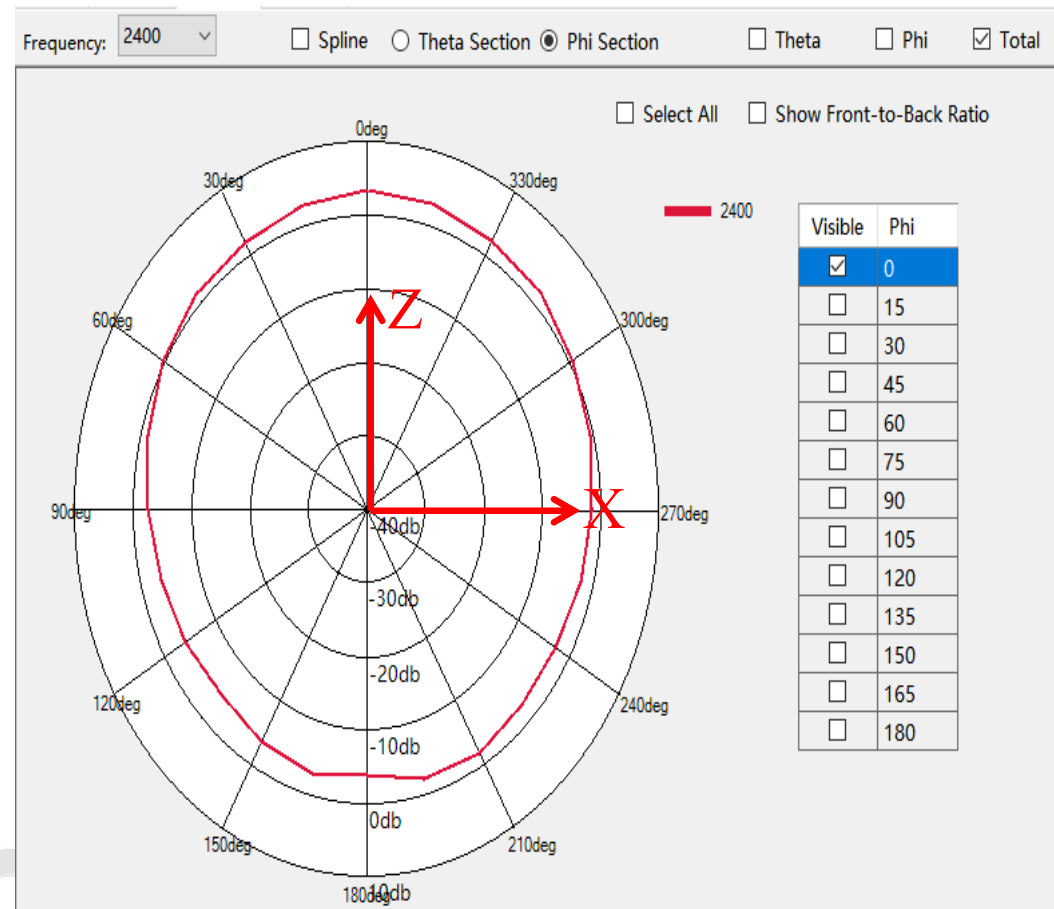 Frequency: 2400 Spline Theta Section Phi Section Theta Phi Total
Select All Show Front-to-Back Ratio
0deg
30deg 330deg
2400
Visible Phi
0
15
30
45
60
75
90
105
120
135
150
165
180
60deg 300deg
Z
90deg X 270deg
-40db
-30db
-20db
120deg 240deg
-10db
0db
150deg 210deg
180deg 10db